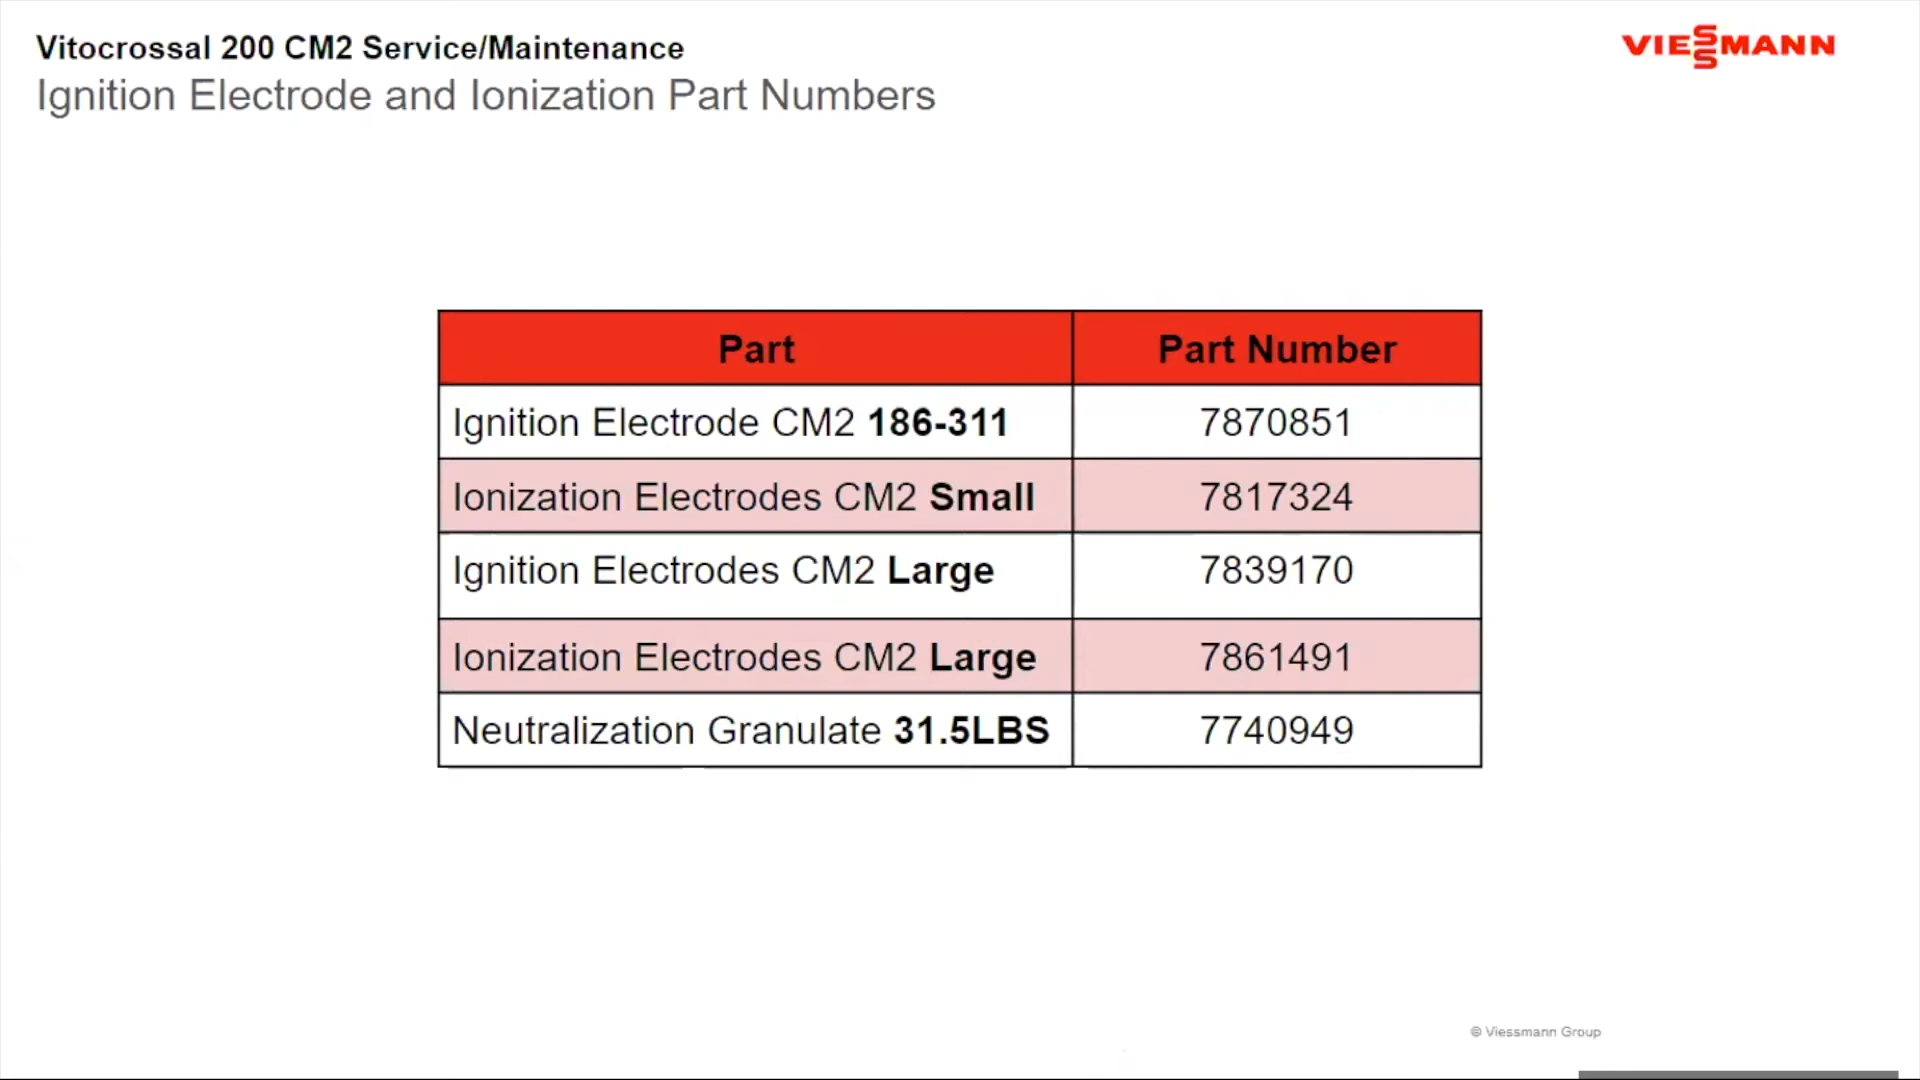 Vitocrossal 200 CM2 Service/Maintenance
Ignition Electrode and Ionization Part Numbers
VIESSMANN
Part Part Number
Ignition Electrode CM2 186-311 7870851
Ionization Electrodes CM2 Small 7817324
Ignition Electrodes CM2 Large 7839170
Ionization Electrodes CM2 Large 7861491
Neutralization Granulate 31.5LBS 7740949
© Viessmann Group